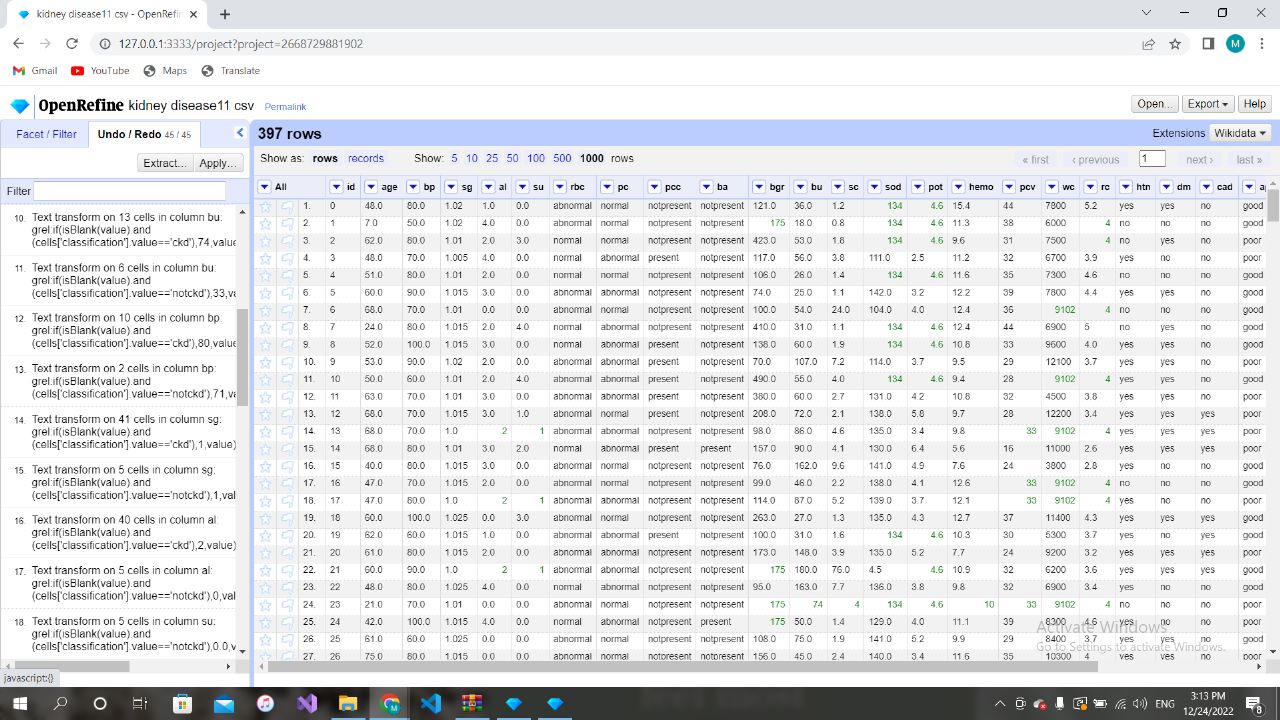 kidney disease11 csv - OpenRefin
127.0.0.1:3333/project?project=2668729881902
Gmail YouTube Maps Translate
OpenRefine kidney disease11 csv Permalink
Open... Export Help
Facet / Filter Undo / Redo 45 / 45
397 rows
Extensions Wikidata
Extract... Apply...
Show as: rows records Show: 5 10 25 50 100 500 1000 rows
« first ‹ previous 1 next › last »
Filter
10. Text transform on 13 cells in column bu:
grel:if(isBlank(value).and
(cells['classification'].value=='ckd'),74,value
11. Text transform on 6 cells in column bu:
grel:if(isBlank(value).and
(cells['classification'].value=='notckd'),33,va
12. Text transform on 10 cells in column bp:
grel:if(isBlank(value).and
(cells['classification'].value=='ckd'),80,value
13. Text transform on 2 cells in column bp:
grel:if(isBlank(value).and
(cells['classification'].value=='notckd'),71,va
14. Text transform on 41 cells in column sg:
grel:if(isBlank(value).and
(cells['classification'].value=='ckd'),1,value)
15. Text transform on 5 cells in column sg:
grel:if(isBlank(value).and
(cells['classification'].value=='notckd'),1,val
16. Text transform on 40 cells in column al:
grel:if(isBlank(value).and
(cells['classification'].value=='ckd'),2,value)
17. Text transform on 5 cells in column al:
grel:if(isBlank(value).and
(cells['classification'].value=='notckd'),0,val
18. Text transform on 5 cells in column su:
grel:if(isBlank(value).and
(cells['classification'].value=='notckd'),0.0,v
javascript:{}
All id age bp sg al su rbc pc pcc ba bgr bu sc sod pot hemo pcv wc rc htn dm cad
1. 0 48.0 80.0 1.02 1.0 0.0 abnormal normal notpresent notpresent 121.0 36.0 1.2 134 4.6 15.4 44 7800 5.2 yes yes no good
2. 1 7.0 50.0 1.02 4.0 0.0 abnormal normal notpresent notpresent 175 18.0 0.8 134 4.6 11.3 38 6000 4 no no no good
3. 2 62.0 80.0 1.01 2.0 3.0 normal normal notpresent notpresent 423.0 53.0 1.8 134 4.6 9.6 31 7500 4 no yes no poor
4. 3 48.0 70.0 1.005 4.0 0.0 normal abnormal present notpresent 117.0 56.0 3.8 111.0 2.5 11.2 32 6700 3.9 yes no no poor
5. 4 51.0 80.0 1.01 2.0 0.0 normal normal notpresent notpresent 106.0 26.0 1.4 134 4.6 11.6 35 7300 4.6 no no no good
6. 5 60.0 90.0 1.015 3.0 0.0 abnormal abnormal notpresent notpresent 74.0 25.0 1.1 142.0 3.2 12.2 39 7800 4.4 yes yes no good
7. 6 68.0 70.0 1.01 0.0 0.0 abnormal normal notpresent notpresent 100.0 54.0 24.0 104.0 4.0 12.4 36 9102 4 no no no good
8. 7 24.0 80.0 1.015 2.0 4.0 normal abnormal notpresent notpresent 410.0 31.0 1.1 134 4.6 12.4 44 6900 5 no yes no good
9. 8 52.0 100.0 1.015 3.0 0.0 normal abnormal present notpresent 138.0 60.0 1.9 134 4.6 10.8 33 9600 4.0 yes yes no good
10. 9 53.0 90.0 1.02 2.0 0.0 abnormal abnormal present notpresent 70.0 107.0 7.2 114.0 3.7 9.5 29 12100 3.7 yes yes no poor
11. 10 50.0 60.0 1.01 2.0 4.0 abnormal abnormal present notpresent 490.0 55.0 4.0 134 4.6 9.4 28 9102 4 yes yes no good
12. 11 63.0 70.0 1.01 3.0 0.0 abnormal abnormal present notpresent 380.0 60.0 2.7 131.0 4.2 10.8 32 4500 3.8 yes yes no poor
13. 12 68.0 70.0 1.015 3.0 1.0 abnormal normal present notpresent 208.0 72.0 2.1 138.0 5.8 9.7 28 12200 3.4 yes yes yes poor
14. 13 68.0 70.0 1.0 2 1 abnormal normal notpresent notpresent 98.0 86.0 4.6 135.0 3.4 9.8 33 9102 4 yes yes yes poor
15. 14 68.0 80.0 1.01 3.0 2.0 normal abnormal present present 157.0 90.0 4.1 130.0 6.4 5.6 16 11000 2.6 yes yes yes poor
16. 15 40.0 80.0 1.015 3.0 0.0 abnormal normal notpresent notpresent 76.0 162.0 9.6 141.0 4.9 7.6 24 3800 2.8 yes no no good
17. 16 47.0 70.0 1.015 2.0 0.0 abnormal normal notpresent notpresent 99.0 46.0 2.2 138.0 4.1 12.6 33 9102 4 no no no good
18. 17 47.0 80.0 1.0 2 1 abnormal abnormal notpresent notpresent 114.0 87.0 5.2 139.0 3.7 12.1 33 9102 4 yes no no poor
19. 18 60.0 100.0 1.025 0.0 3.0 abnormal normal notpresent notpresent 263.0 27.0 1.3 135.0 4.3 12.7 37 11400 4.3 yes yes yes good
20. 19 62.0 60.0 1.015 1.0 0.0 abnormal abnormal present notpresent 100.0 31.0 1.6 134 4.6 10.3 30 5300 3.7 yes no yes good
21. 20 61.0 80.0 1.015 2.0 0.0 abnormal abnormal notpresent notpresent 173.0 148.0 3.9 135.0 5.2 7.7 24 9200 3.2 yes yes yes poor
22. 21 60.0 90.0 1.0 2 1 abnormal abnormal notpresent notpresent 175 180.0 76.0 4.5 4.6 10.9 32 6200 3.6 yes yes yes good
23. 22 48.0 80.0 1.025 4.0 0.0 normal abnormal notpresent notpresent 95.0 163.0 7.7 136.0 3.8 9.8 32 6900 3.4 yes no no good
24. 23 21.0 70.0 1.01 0.0 0.0 abnormal normal notpresent notpresent 175 74 4 134 4.6 10 33 9102 4 no no no poor
25. 24 42.0 100.0 1.015 4.0 0.0 normal abnormal notpresent present 175 50.0 1.4 129.0 4.0 11.1 39 8300 4.6 yes no no poor
26. 25 61.0 60.0 1.025 0.0 0.0 abnormal normal notpresent notpresent 108.0 75.0 1.9 141.0 5.2 9.9 29 8400 3.7 yes yes no good
27. 26 75.0 80.0 1.015 0.0 0.0 abnormal normal notpresent notpresent 156.0 45.0 2.4 140.0 3.4 11.6 35 10300 4 yes yes no poor
Activate Windows
Go to Settings to activate Windows.
ENG 3:13 PM
12/24/2022
8